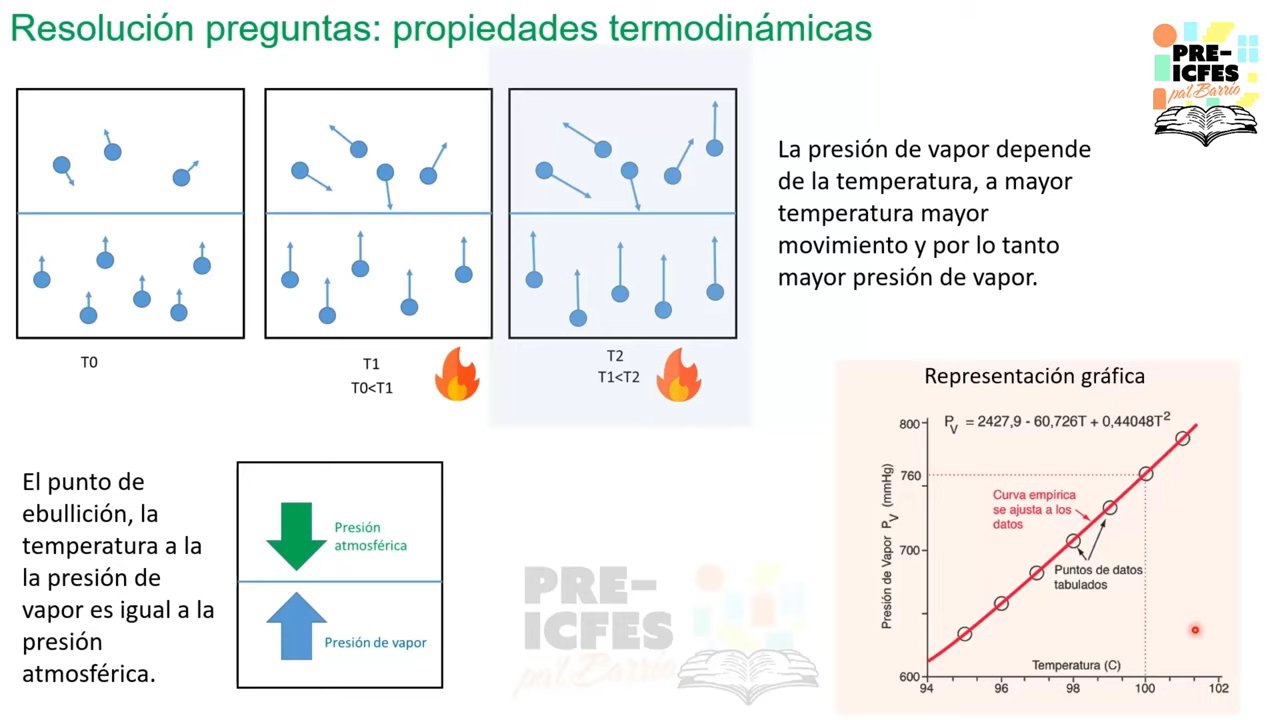 Resolución preguntas: propiedades termodinámicas
PRE-
ICFES
pa'l Barrio
T0
T1
T0<T1
T2
T1<T2
La presión de vapor depende
de la temperatura, a mayor
temperatura mayor
movimiento y por lo tanto
mayor presión de vapor.
El punto de
ebullición, la
temperatura a la
la presión de
vapor es igual a la
presión
atmosférica.
Presión
atmosférica
Presión de vapor
PRE-
ICFES
pa'l Barrio
Representación gráfica
P_V = 2427,9 - 60,726T + 0,44048T²
800
760
700
600
Presión de Vapor P_V (mmHg)
Curva empírica
se ajusta a los
datos
Puntos de datos
tabulados
Temperatura (C)
94 96 98 100 102